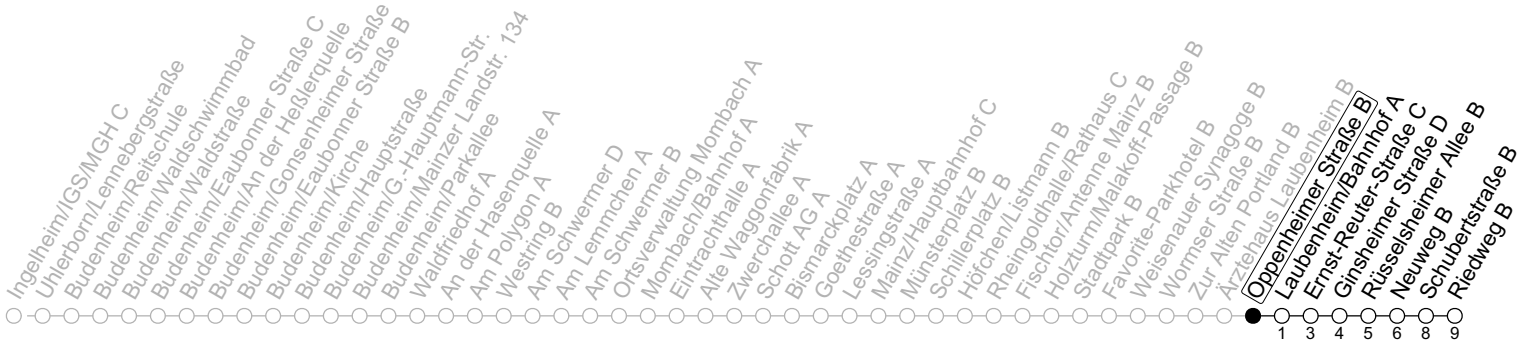 Ingelheim/IGS/MGH C
Uhlerborn/Lennebergstraße
Budenheim/Reitschule
Budenheim/Waldschwimmbad
Budenheim/Waldstraße
Budenheim/Eaubonner Straße C
Budenheim/An der Heßlerquelle
Budenheim/Gonsenheimer Straße
Budenheim/Eaubonner Straße B
Budenheim/Kirche
Budenheim/Hauptstraße
Budenheim/G.-Hauptmann-Str.
Budenheim/Mainzer Landstr. 134
Budenheim/Parkallee
Waldfriedhof A
An der Hasenquelle A
Am Polygon A
Westring B
Am Schwermer D
Am Lemmchen A
Am Schwermer B
Ortsverwaltung Mombach A
Mombach/Bahnhof A
Eintrachthalle A
Alte Waggonfabrik A
Zwerchallee A
Schott AG A
Bismarckplatz A
Goethestraße A
Lessingstraße A
Mainz/Hauptbahnhof C
Münsterplatz B
Schillerplatz B
Höfchen/Listmann B
Rheingoldhalle/Rathaus C
Fischtor/Antenne Mainz B
Holzturm/Malakoff-Passage B
Stadtpark B
Favorite-Parkhotel B
Weisenauer Synagoge B
Wormser Straße B
Zur Alten Portland B
Ärztehaus Laubenheim B
Oppenheimer Straße B
Laubenheim/Bahnhof A
Ernst-Reuter-Straße C
Ginsheimer Straße D
Rüsselsheimer Allee B
Neuweg B
Schubertstraße B
Riedweg B
1 3 4 5 6 8 9